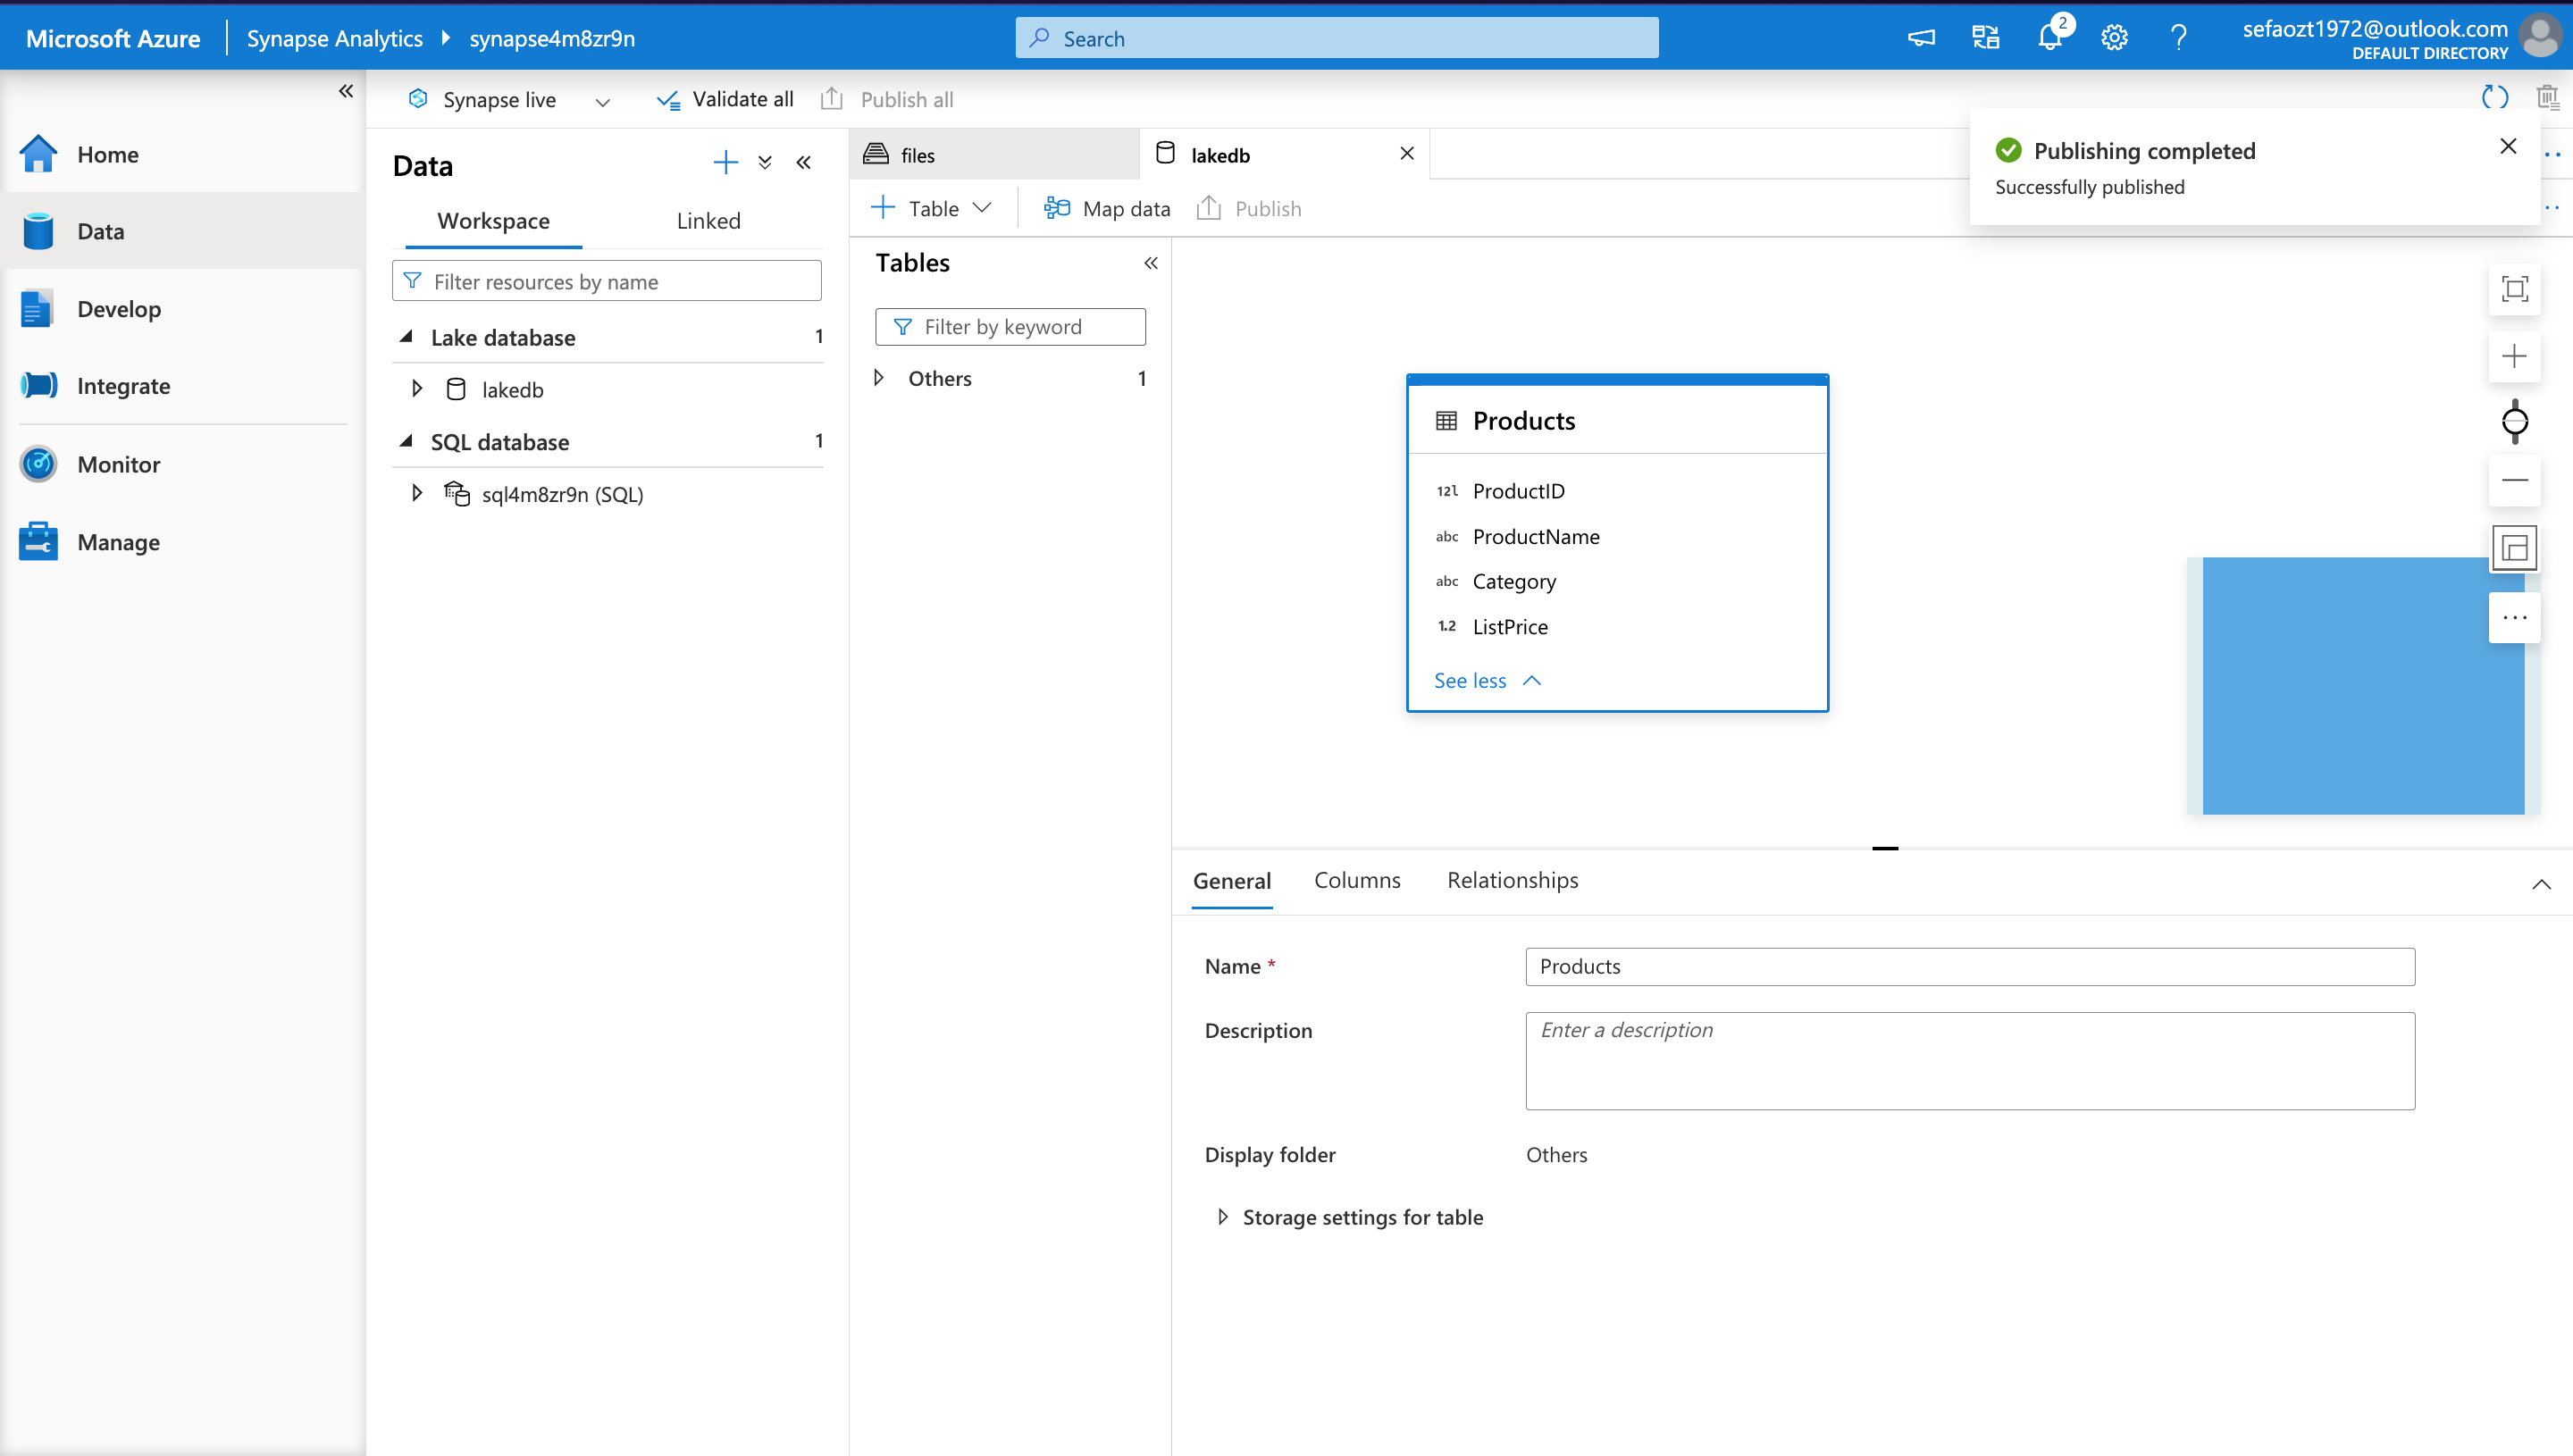 Microsoft Azure
Synapse Analytics
synapse4m8zr9n
Search
2
sefaozt1972@outlook.com
DEFAULT DIRECTORY
Synapse live
Validate all
Publish all
Publishing completed
Successfully published
Home
Data
Develop
Integrate
Monitor
Manage
Data
Workspace
Linked
Filter resources by name
Lake database
1
lakedb
SQL database
1
sql4m8zr9n (SQL)
files
lakedb
Table
Map data
Publish
Tables
Filter by keyword
Others
1
Products
12l ProductID
abc ProductName
abc Category
1.2 ListPrice
See less
General
Columns
Relationships
Name *
Products
Description
Enter a description
Display folder
Others
Storage settings for table